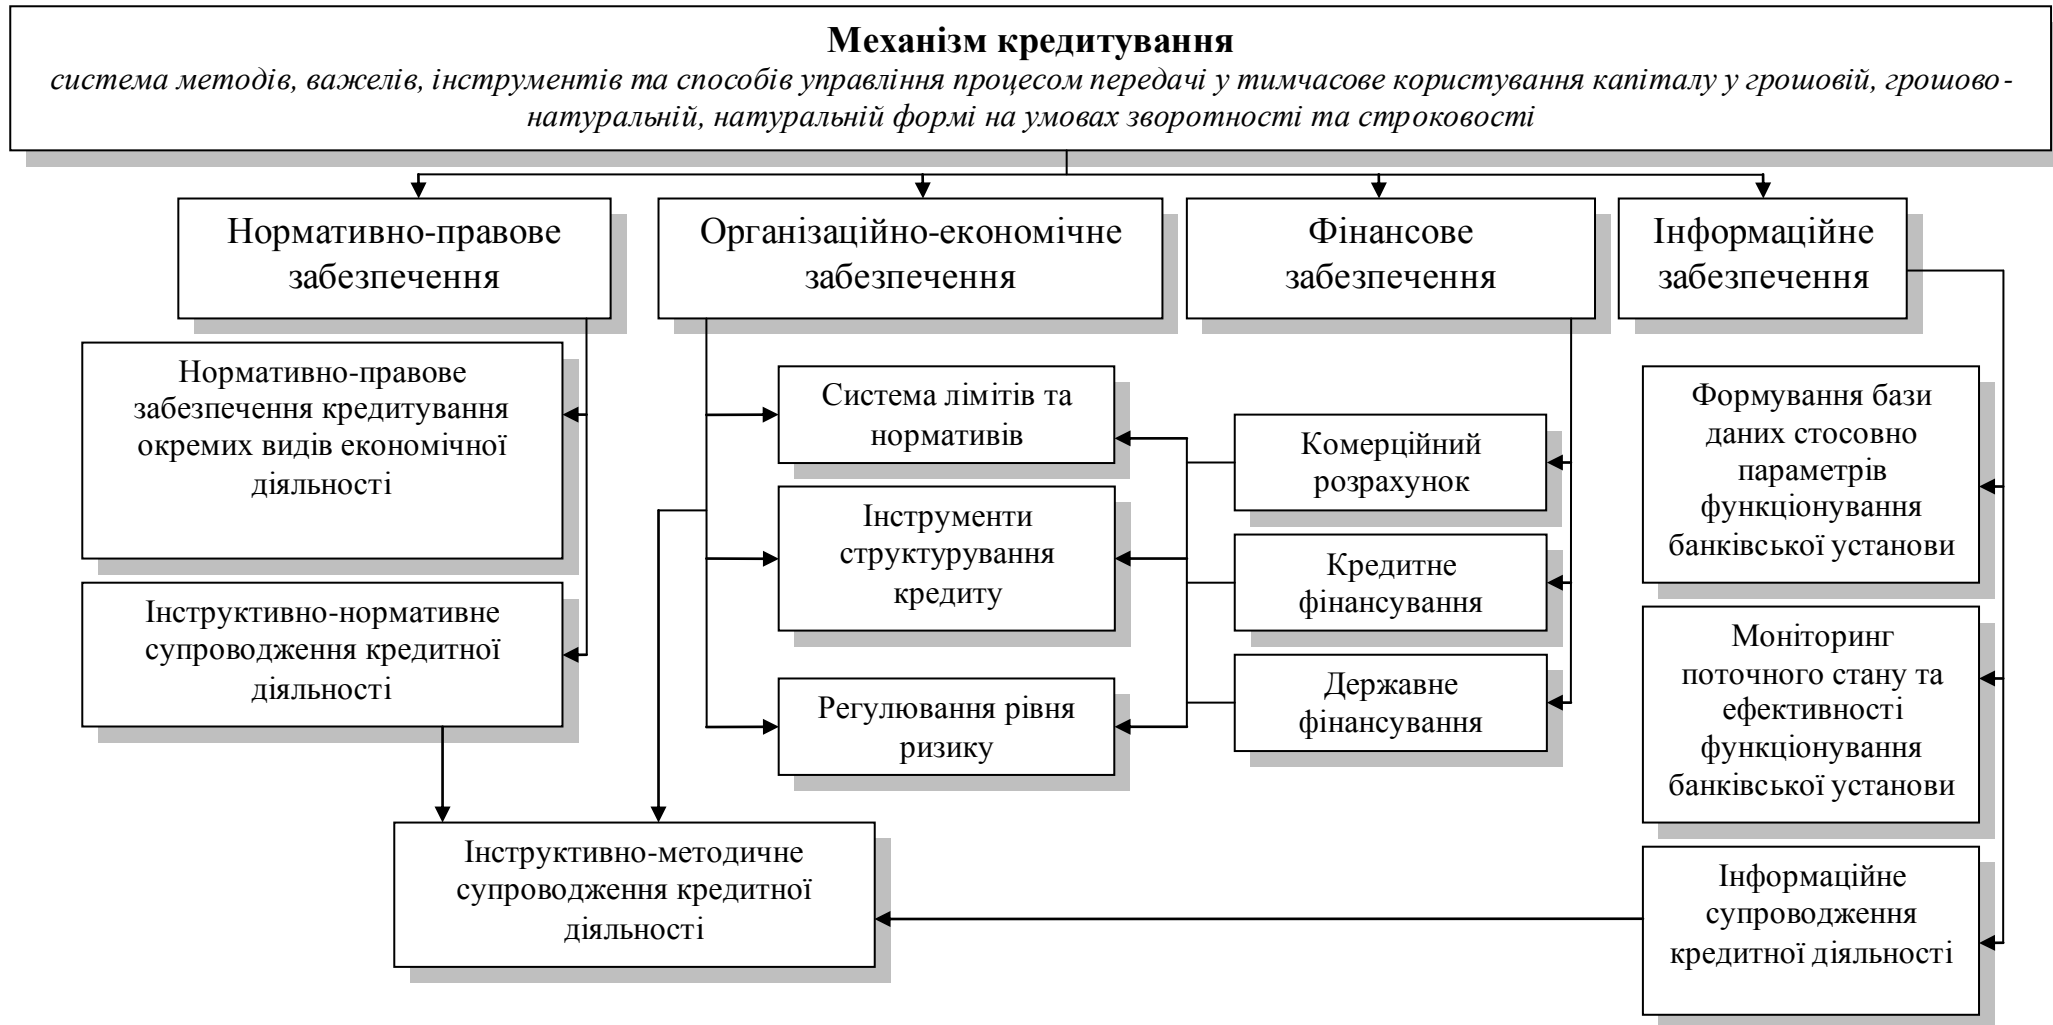 Механізм кредитування
система методів, важелів, інструментів та способів управління процесом передачі у тимчасове користування капіталу у грошовій, грошово-
натуральній, натуральній формі на умовах зворотності та строковості
Нормативно-правове
забезпечення
Організаційно-економічне
забезпечення
Фінансове
забезпечення
Інформаційне
забезпечення
Нормативно-правове
забезпечення кредитування
окремих видів економічної
діяльності
Інструктивно-нормативне
супроводження кредитної
діяльності
Система лімітів та
нормативів
Інструменти
структурування
кредиту
Регулювання рівня
ризику
Комерційний
розрахунок
Кредитне
фінансування
Державне
фінансування
Формування бази
даних стосовно
параметрів
функціонування
банківської установи
Моніторинг
поточного стану та
ефективності
функціонування
банківської установи
Інструктивно-методичне
супроводження кредитної
діяльності
Інформаційне
супроводження
кредитної діяльності